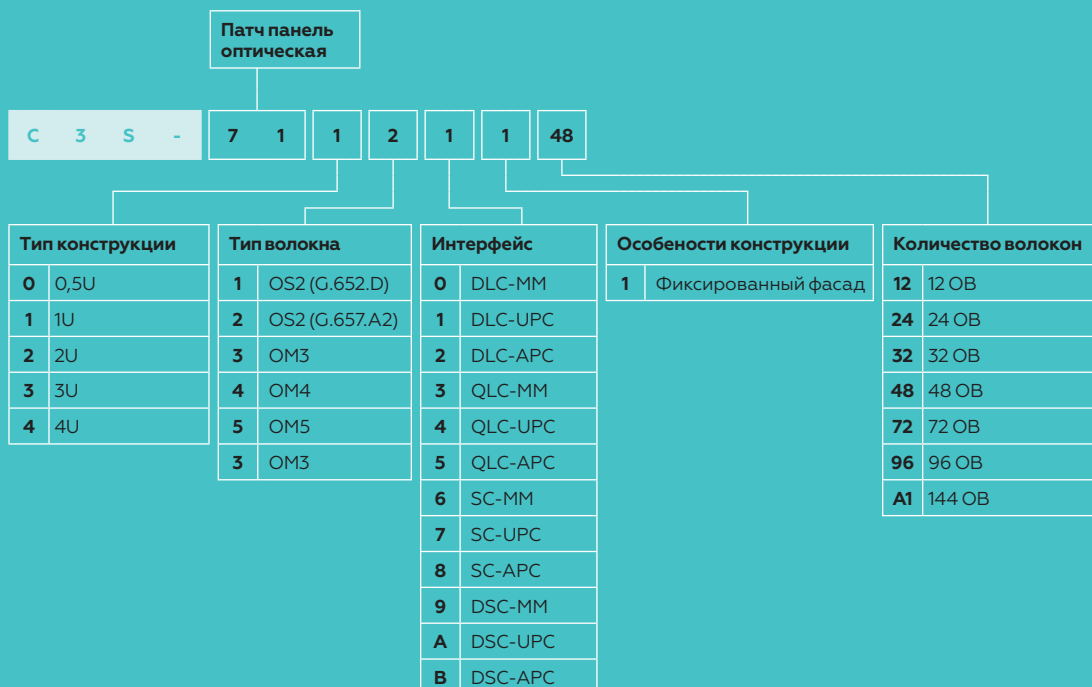 Патч панель
оптическая
C 3 S - 7 1 1 2 1 1 48
Тип конструкции
0 0,5U
1 1U
2 2U
3 3U
4 4U
Тип волокна
1 OS2 (G.652.D)
2 OS2 (G.657.A2)
3 OM3
4 OM4
5 OM5
3 OM3
Интерфейс
0 DLC-MM
1 DLC-UPC
2 DLC-APC
3 QLC-MM
4 QLC-UPC
5 QLC-APC
6 SC-MM
7 SC-UPC
8 SC-APC
9 DSC-MM
A DSC-UPC
B DSC-APC
Особености конструкции
1 Фиксированный фасад
Количество волокон
12 12 ОВ
24 24 ОВ
32 32 ОВ
48 48 ОВ
72 72 ОВ
96 96 ОВ
A1 144 ОВ